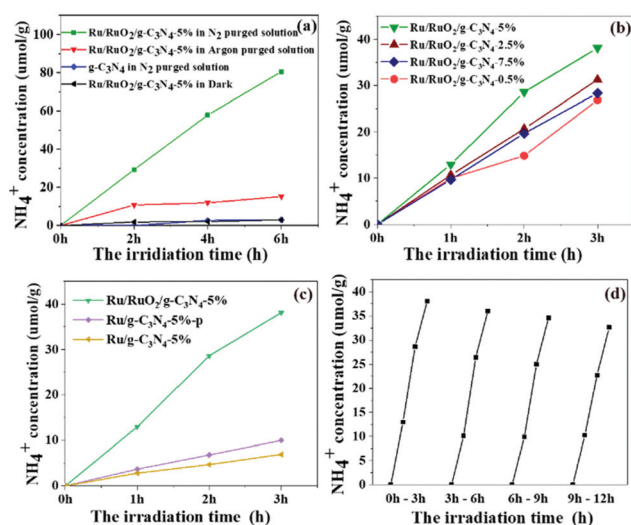 (a)
Ru/RuO2/g-C3N4-5% in N2 purged solution
Ru/RuO2/g-C3N4-5% in Argon purged solution
g-C3N4 in N2 purged solution
Ru/RuO2/g-C3N4-5% in Dark
NH4+ concentration (umol/g)
100
80
60
40
20
0
0h 2h 4h 6h
The irridiation time (h)
(b)
Ru/RuO2/g-C3N4-5%
Ru/RuO2/g-C3N4-2.5%
Ru/RuO2/g-C3N4-7.5%
Ru/RuO2/g-C3N4-0.5%
NH4+ concentration (umol/g)
40
30
20
10
0
0h 1h 2h 3h
The irridiation time (h)
(c)
Ru/RuO2/g-C3N4-5%
Ru/g-C3N4-5%-p
Ru/g-C3N4-5%
NH4+ concentration (umol/g)
40
30
20
10
0
0h 1h 2h 3h
The irradiation time (h)
(d)
NH4+ concentration (umol/g)
45
40
35
30
25
20
15
10
5
0
0h - 3h 3h - 6h 6h - 9h 9h - 12h
The irradiation time (h)